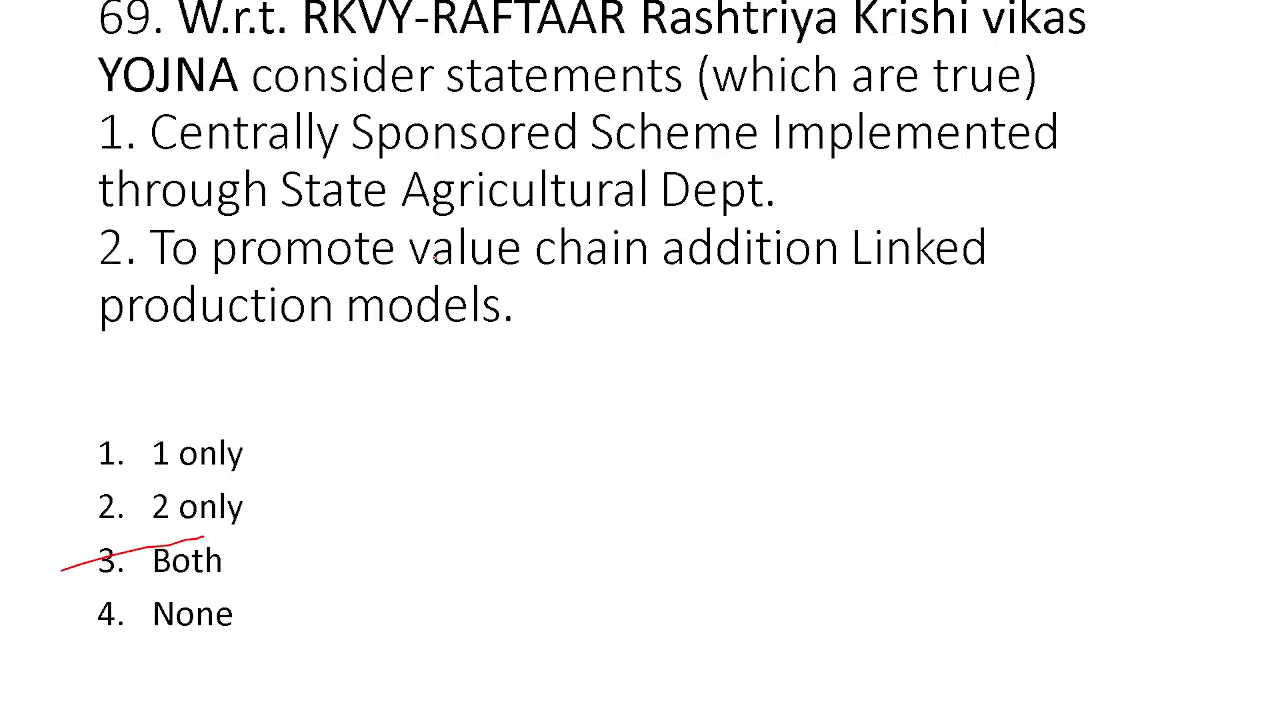 69. W.r.t. RKVY-RAFTAAR Rashtriya Krishi vikas
YOJNA consider statements (which are true)
1. Centrally Sponsored Scheme Implemented
through State Agricultural Dept.
2. To promote value chain addition Linked
production models.
1. 1 only
2. 2 only
3. Both
4. None